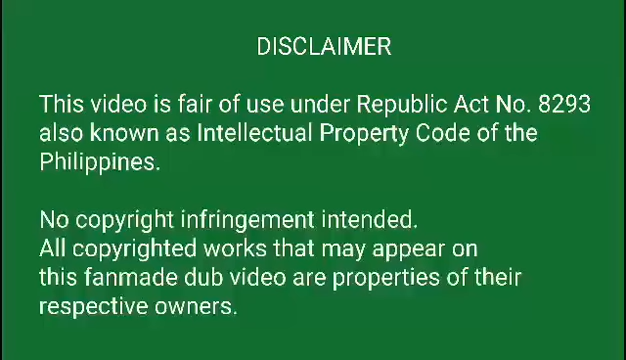 DISCLAIMER
This video is fair of use under Republic Act No. 8293
also known as Intellectual Property Code of the
Philippines.
No copyright infringement intended.
All copyrighted works that may appear on
this fanmade dub video are properties of their
respective owners.